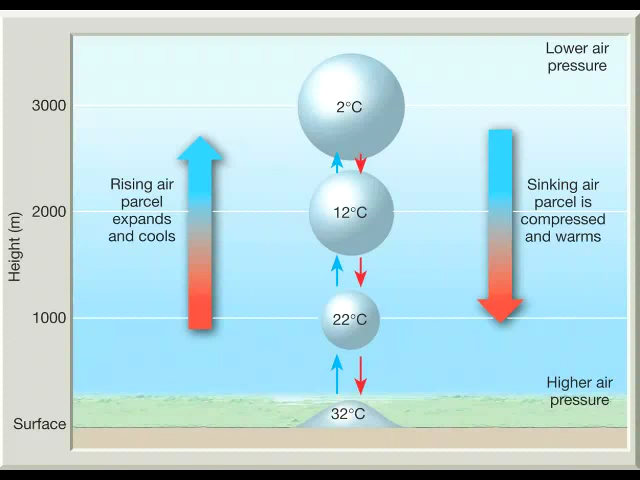 Lower air
pressure
3000
2°C
Rising air
parcel
expands
and cools
Sinking air
parcel is
compressed
and warms
2000
12°C
Height (m)
1000
22°C
Higher air
pressure
Surface
32°C